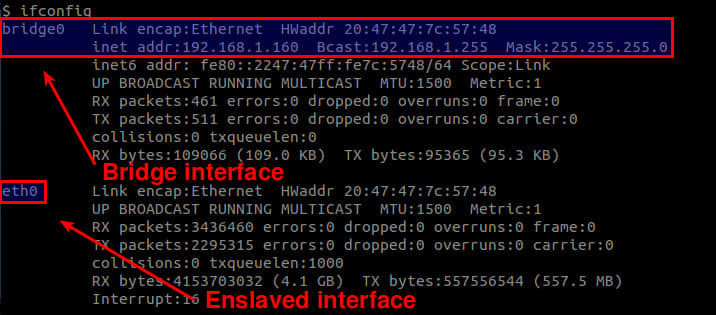 $ ifconfig
bridge0 Link encap:Ethernet HWaddr 20:47:47:7c:57:48
inet addr:192.168.1.160 Bcast:192.168.1.255 Mask:255.255.255.0
inet6 addr: fe80::2247:47ff:fe7c:5748/64 Scope:Link
UP BROADCAST RUNNING MULTICAST MTU:1500 Metric:1
RX packets:461 errors:0 dropped:0 overruns:0 frame:0
TX packets:511 errors:0 dropped:0 overruns:0 carrier:0
collisions:0 txqueuelen:0
RX bytes:109066 (109.0 KB) TX bytes:95365 (95.3 KB)
Bridge interface
eth0 Link encap:Ethernet HWaddr 20:47:47:7c:57:48
UP BROADCAST RUNNING MULTICAST MTU:1500 Metric:1
RX packets:3436460 errors:0 dropped:0 overruns:0 frame:0
TX packets:2295315 errors:0 dropped:0 overruns:0 carrier:0
collisions:0 txqueuelen:1000
RX bytes:4153703032 (4.1 GB) TX bytes:557556544 (557.5 MB)
Interrupt:16
Enslaved interface